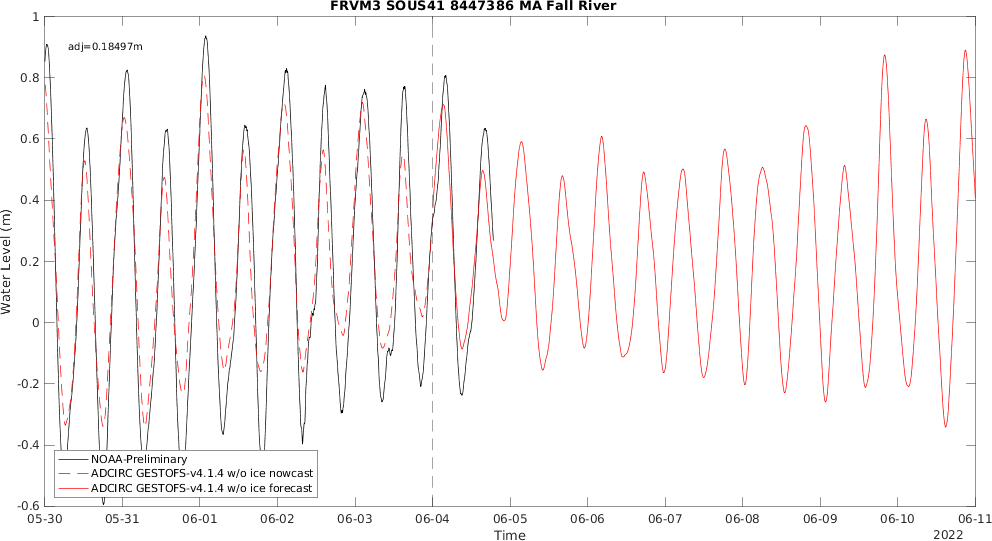 FRVM3 SOUS41 8447386 MA Fall River
adj=0.18497m
Water Level (m)
1
0.8
0.6
0.4
0.2
0
-0.2
-0.4
-0.6
NOAA-Preliminary
ADCIRC GESTOFS-v4.1.4 w/o ice nowcast
ADCIRC GESTOFS-v4.1.4 w/o ice forecast
05-30 05-31 06-01 06-02 06-03 06-04 06-05 06-06 06-07 06-08 06-09 06-10 06-11
Time
2022